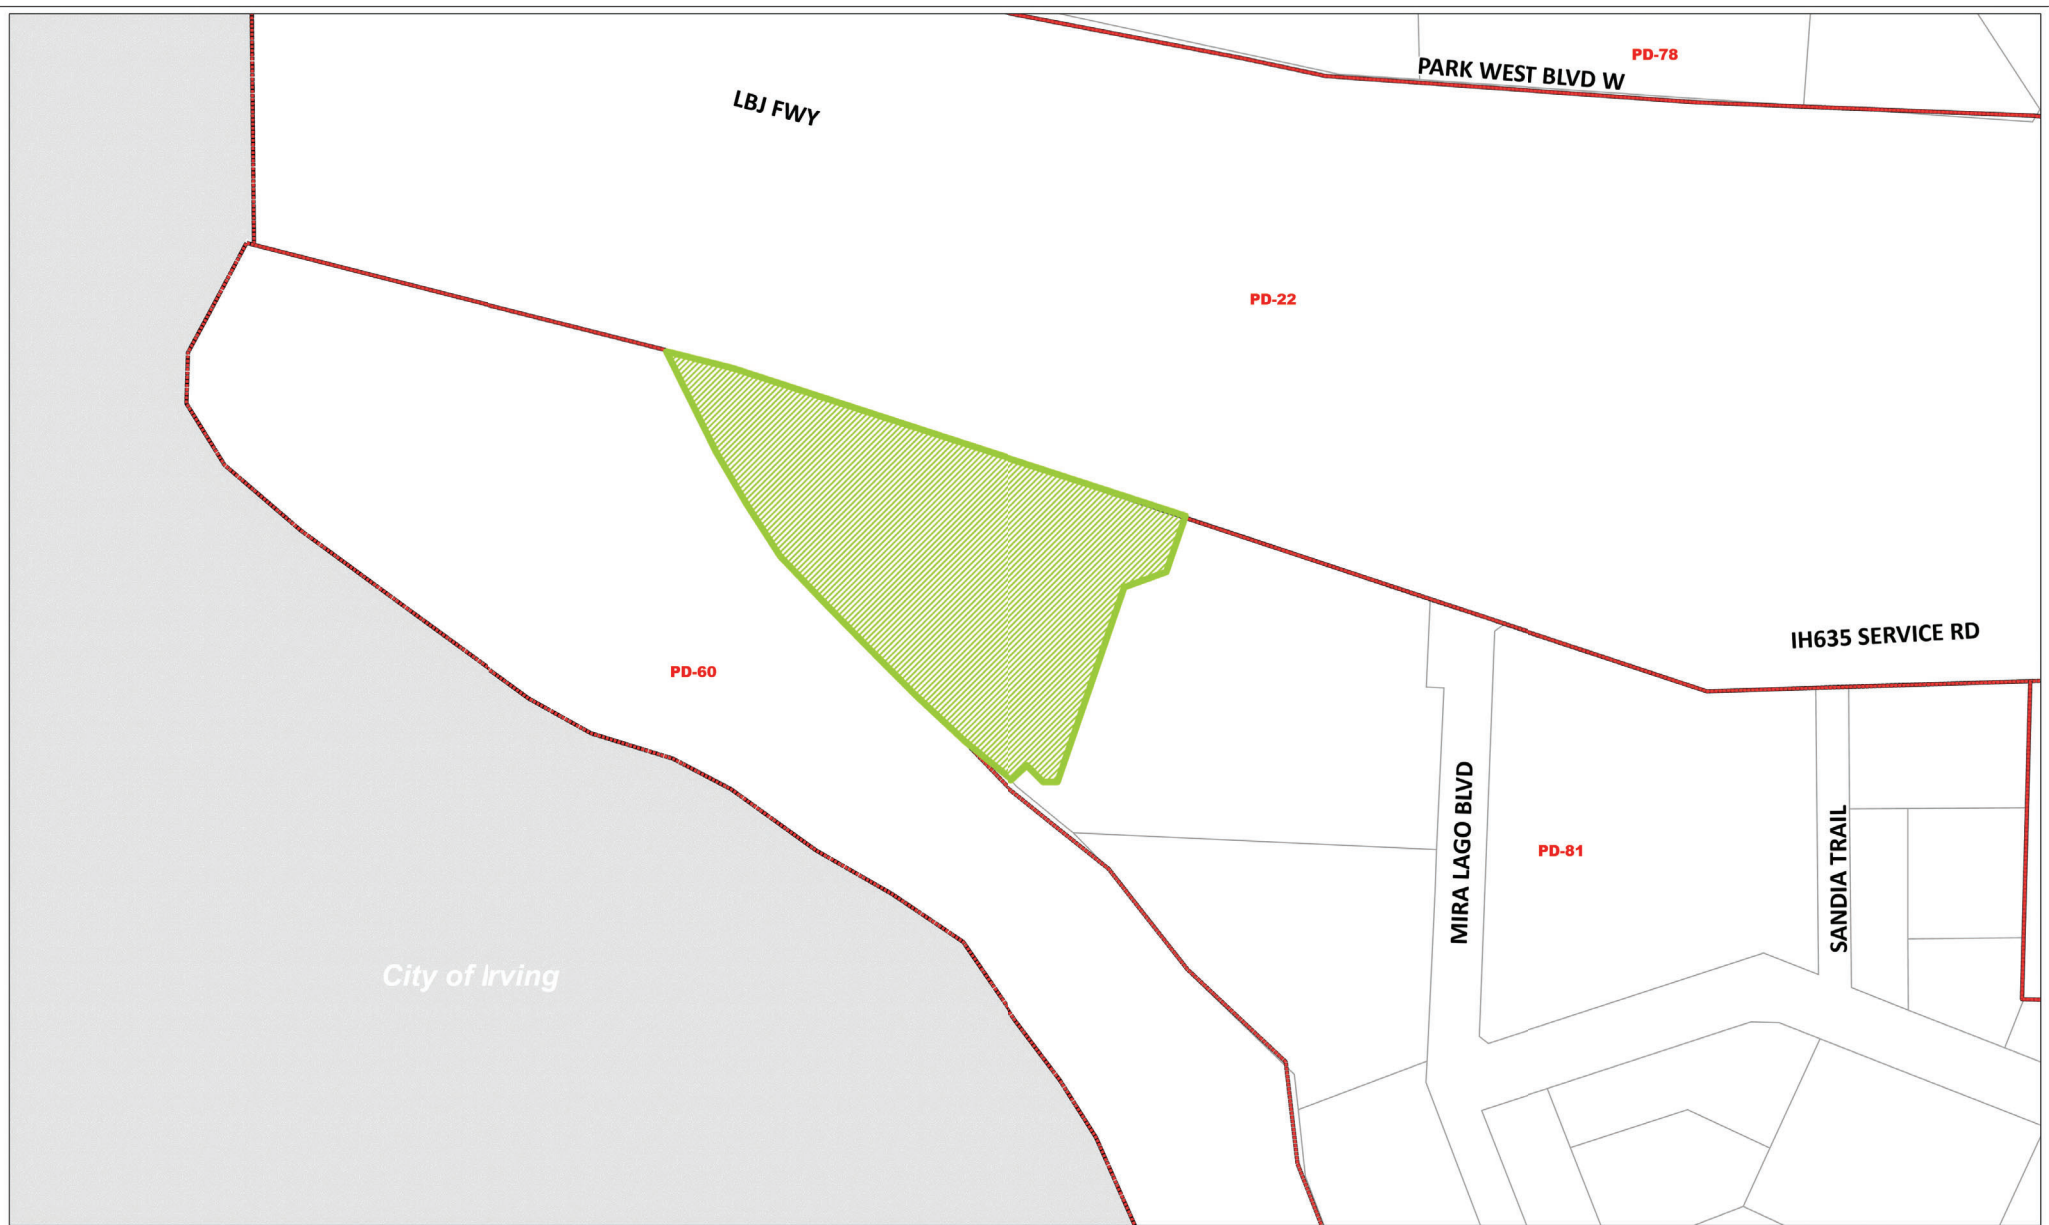 PD-78
PARK WEST BLVD W
LBJ FWY
PD-22
IH635 SERVICE RD
PD-60
MIRA LAGO BLVD
PD-81
SANDIA TRAIL
City of Irving